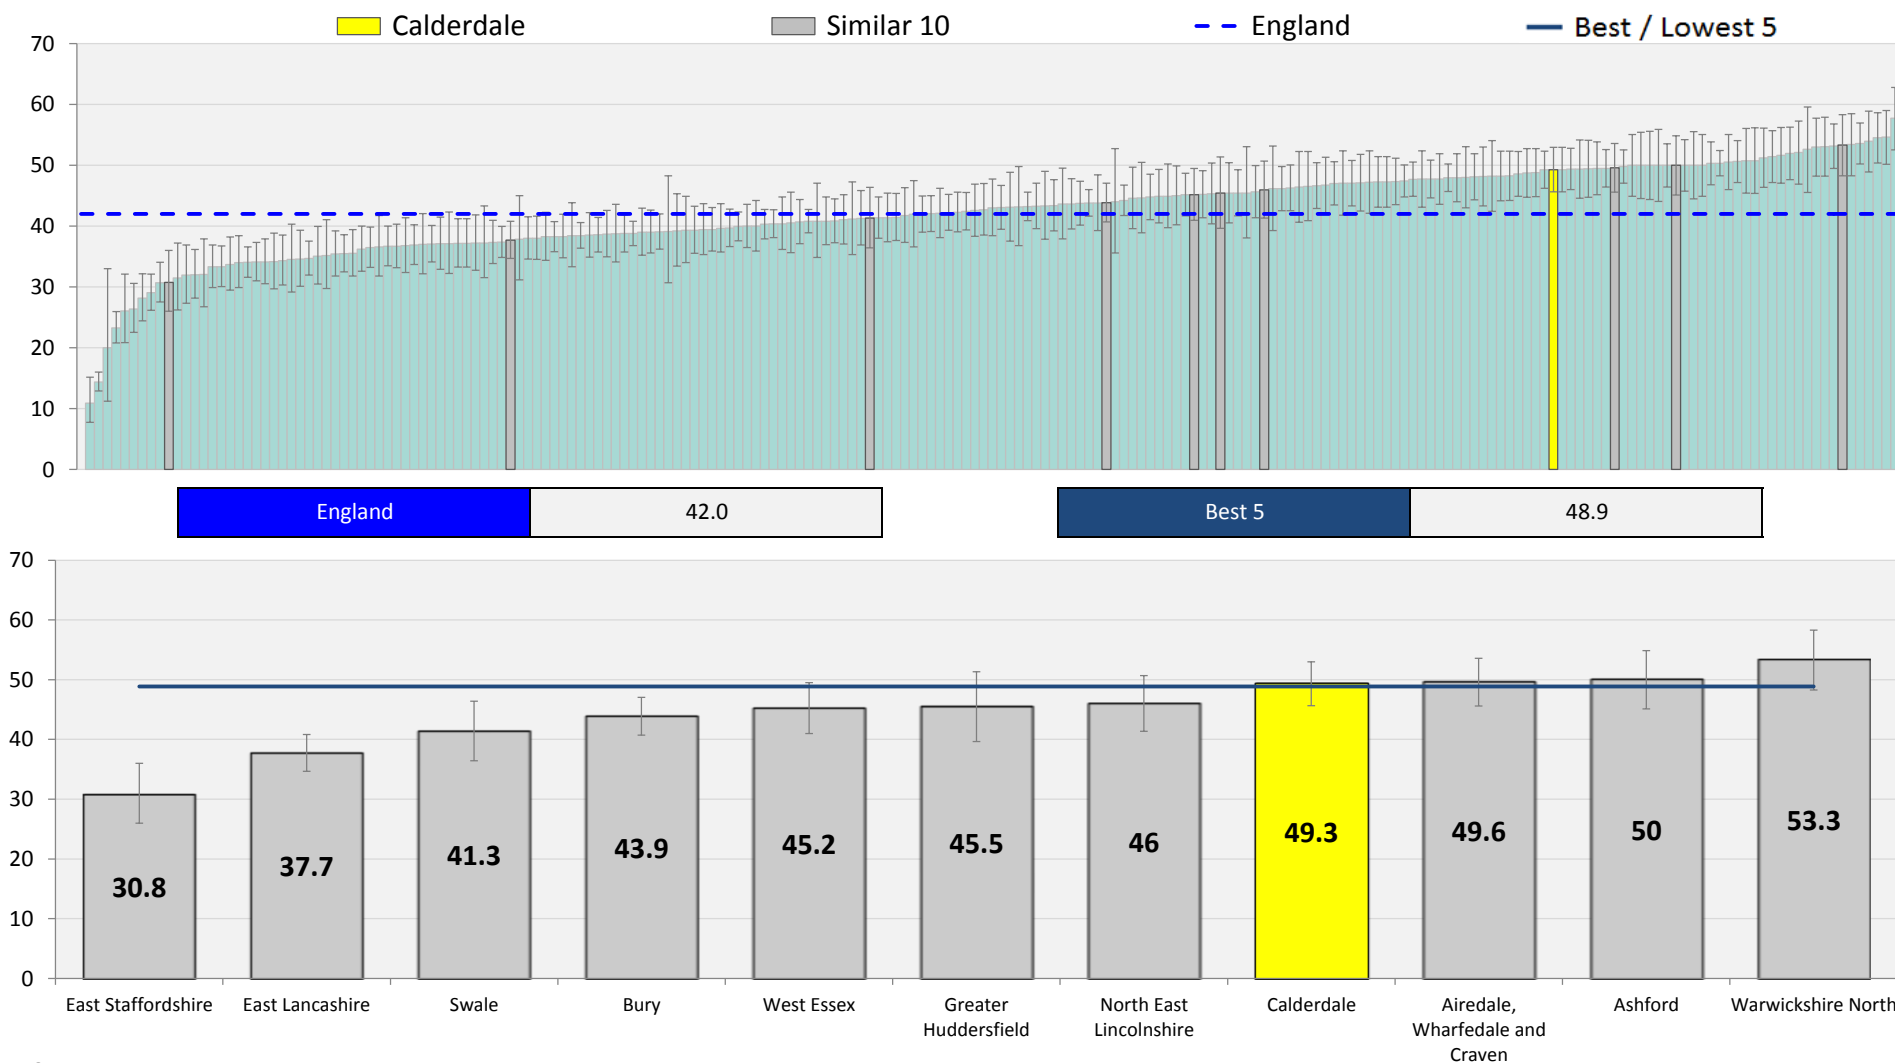 Calderdale Similar 10 England Best / Lowest 5
70
60
50
40
30
20
10
0
England 42.0 Best 5 48.9
70
60
50
40
30
20
10
0
30.8 37.7 41.3 43.9 45.2 45.5 46 49.3 49.6 50 53.3
East Staffordshire East Lancashire Swale Bury West Essex Greater North East Calderdale Airedale, Ashford Warwickshire North
Huddersfield Lincolnshire Wharfedale and
Craven